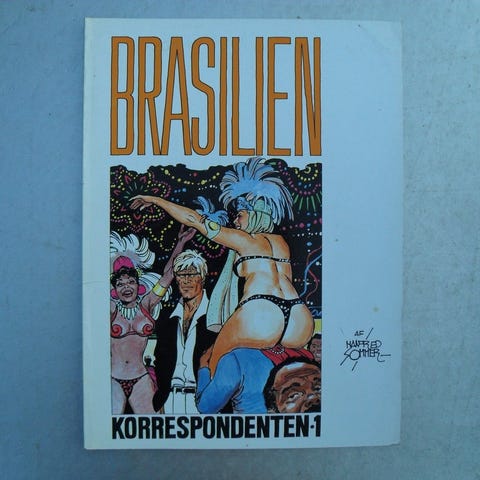 BRASILIEN
AF
MANFRED
SOMMER
KORRESPONDENTEN-1